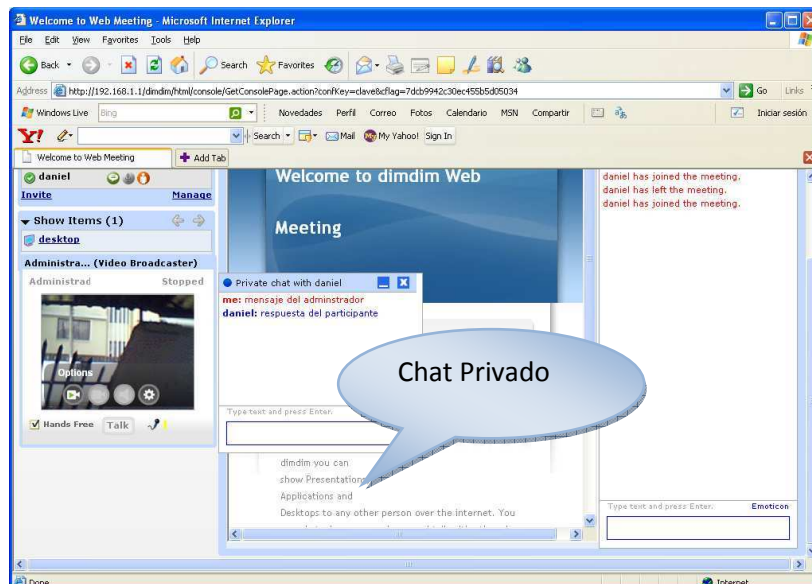 Welcome to Web Meeting - Microsoft Internet Explorer
File Edit View Favorites Tools Help
Back Search Favorites
Address http://192.168.1.1/dimdim/html/console/GetConsolePage.action?confKey=clave&cflag=7dcb9942c30ec455b5d05034 Go Links
Windows Live Bing Novedades Perfil Correo Fotos Calendario MSN Compartir Iniciar sesión
Y! Search Mail My Yahoo! Sign In
Welcome to Web Meeting Add Tab
daniel
Invite Manage
Show Items (1)
desktop
Administra... (Video Broadcaster)
Administrad Stopped
Options
Hands Free Talk
Welcome to dimdim Web
Meeting
Private chat with daniel
me: mensaje del adminstrador
daniel: respuesta del participante
Type text and press Enter.
Chat Privado
dimdim you can
show Presentations
Applications and
Desktops to any other person over the internet. You
daniel has joined the meeting.
daniel has left the meeting.
daniel has joined the meeting.
Type text and press Enter. Emoticon
Done Internet